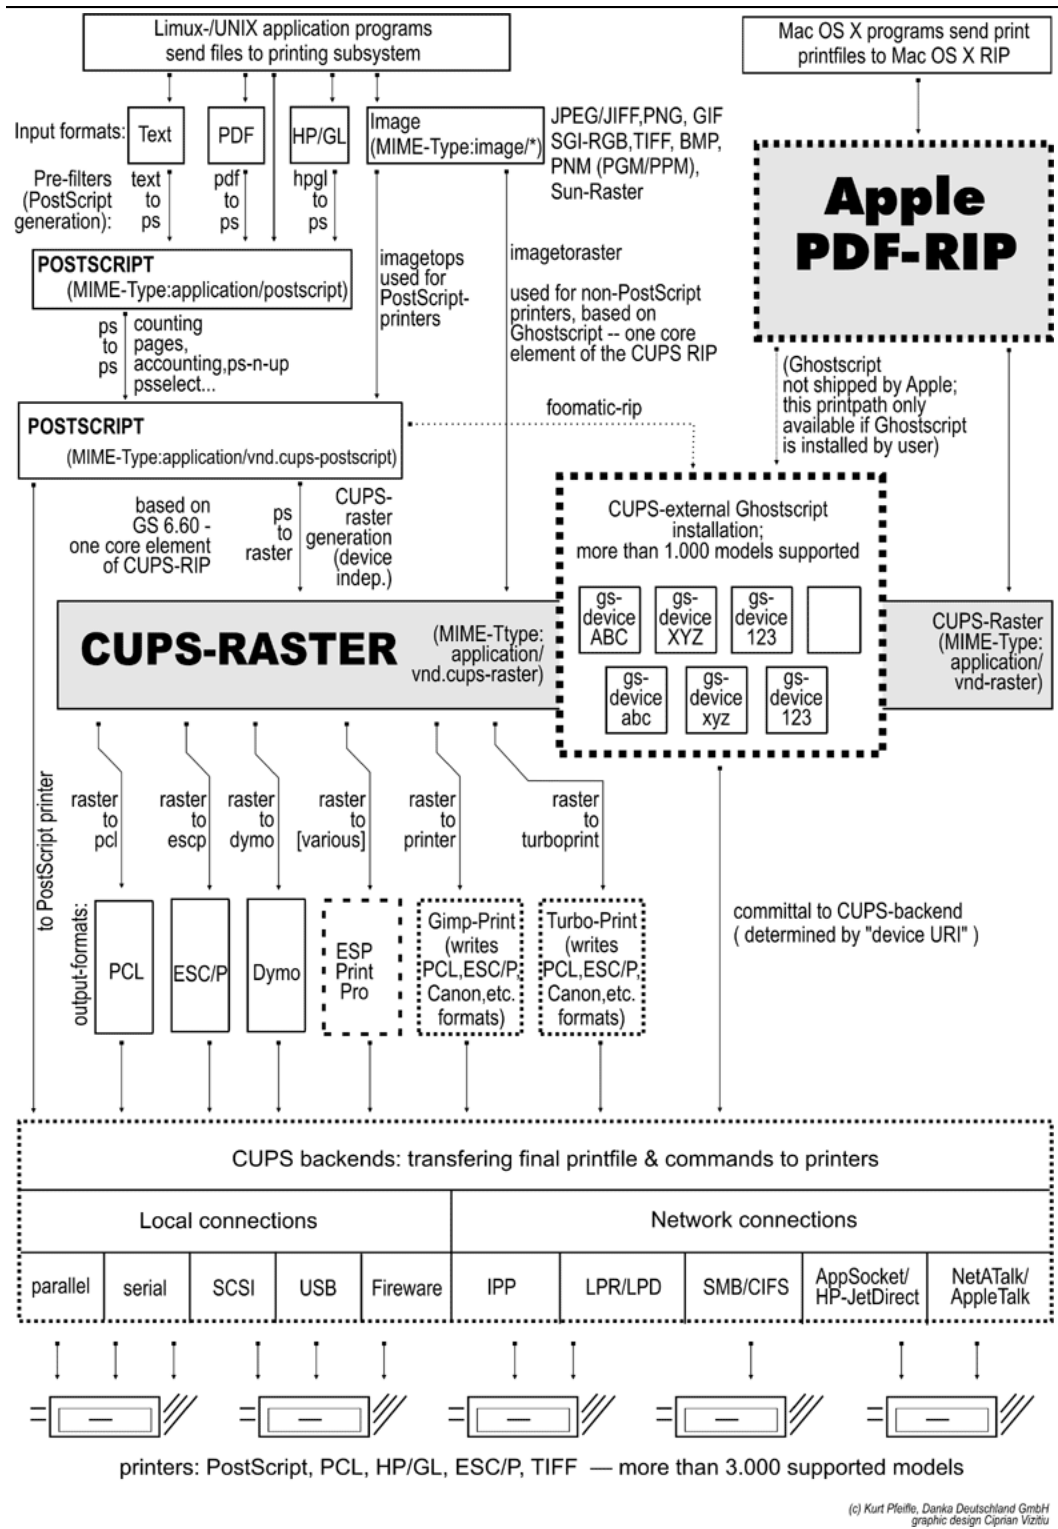 Limux-/UNIX application programs
send files to printing subsystem
Mac OS X programs send print
printfiles to Mac OS X RIP
Input formats:
Text
PDF
HP/GL
Image
(MIME-Type:image/*)
JPEG/JIFF,PNG, GIF
SGI-RGB,TIFF, BMP,
PNM (PGM/PPM),
Sun-Raster
Pre-filters
(PostScript
generation):
text
to
ps
pdf
to
ps
hpgl
to
ps
Apple
PDF-RIP
POSTSCRIPT
(MIME-Type:application/postscript)
imagetops
used for
PostScript-
printers
imagetoraster
used for non-PostScript
printers, based on
Ghostscript -- one core
element of the CUPS RIP
ps
to
ps
counting
pages,
accounting,ps-n-up
psselect...
(Ghostscript
not shipped by Apple;
this printpath only
available if Ghostscript
is installed by user)
foomatic-rip
POSTSCRIPT
(MIME-Type:application/vnd.cups-postscript)
based on
GS 6.60 -
one core element
of CUPS-RIP
ps
to
raster
CUPS-
raster
generation
(device
indep.)
CUPS-external Ghostscript
installation;
more than 1.000 models supported
gs-
device
ABC
gs-
device
XYZ
gs-
device
123
gs-
device
abc
gs-
device
xyz
gs-
device
123
CUPS-RASTER
(MIME-Ttype:
application/
vnd.cups-raster)
CUPS-Raster
(MIME-Type:
application/
vnd-raster)
to PostScript printer
raster
to
pcl
raster
to
escp
raster
to
dymo
raster
to
[various]
raster
to
printer
raster
to
turboprint
output-formats:
PCL
ESC/P
Dymo
ESP
Print
Pro
Gimp-Print
(writes
PCL,ESC/P,
Canon,etc.
formats)
Turbo-Print
(writes
PCL,ESC/P,
Canon,etc.
formats)
committal to CUPS-backend
( determined by "device URI" )
CUPS backends: transfering final printfile & commands to printers
Local connections
Network connections
parallel
serial
SCSI
USB
Fireware
IPP
LPR/LPD
SMB/CIFS
AppSocket/
HP-JetDirect
NetATalk/
AppleTalk
printers: PostScript, PCL, HP/GL, ESC/P, TIFF — more than 3.000 supported models
(c) Kurt Pfeifle, Danka Deutschland GmbH
graphic design Ciprian Vizitiu